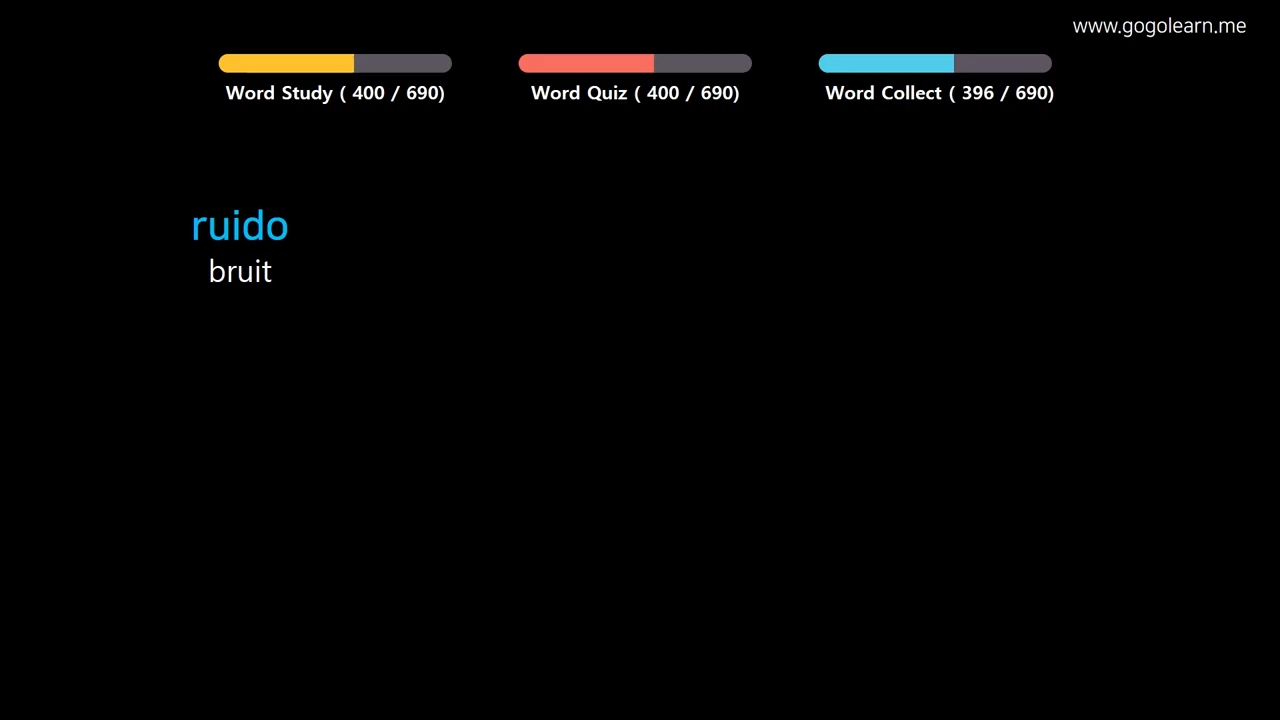 www.gogolearn.me
Word Study ( 400 / 690)
Word Quiz ( 400 / 690)
Word Collect ( 396 / 690)
ruido
bruit